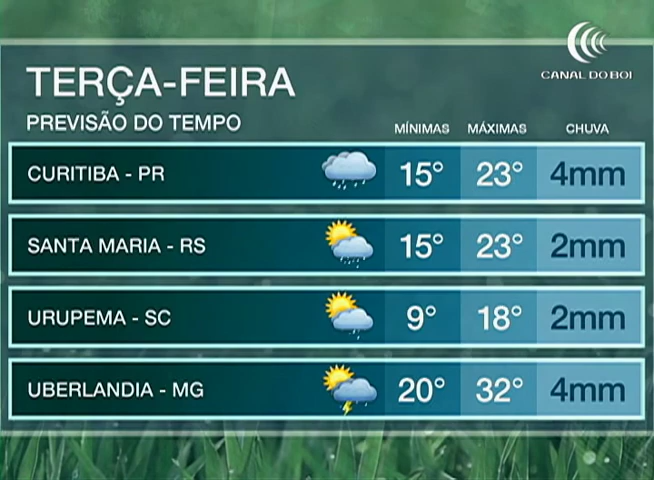 CANAL DO BOI
TERÇA-FEIRA
PREVISÃO DO TEMPO
MÍNIMAS MÁXIMAS CHUVA
CURITIBA - PR 15° 23° 4mm
SANTA MARIA - RS 15° 23° 2mm
URUPEMA - SC 9° 18° 2mm
UBERLANDIA - MG 20° 32° 4mm